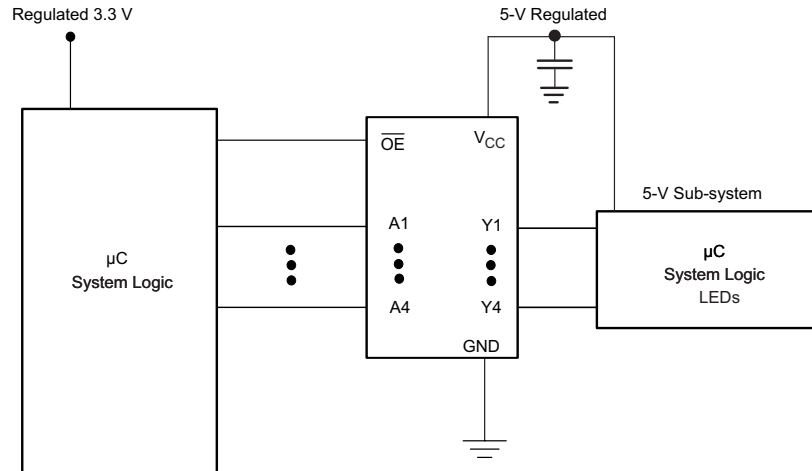 Regulated 3.3 V
5-V Regulated
OE
VCC
5-V Sub-system
A1
Y1
µC
System Logic
µC
System Logic
LEDs
A4
Y4
GND